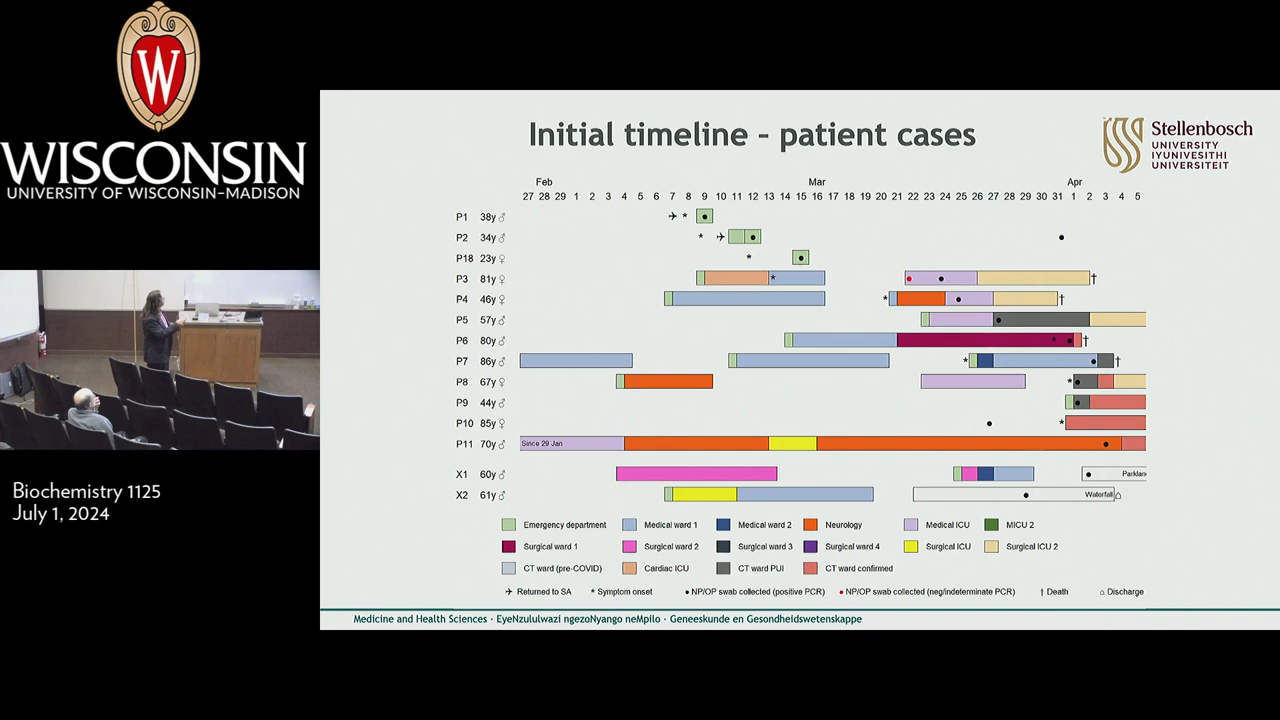 W
WISCONSIN
UNIVERSITY OF WISCONSIN–MADISON
Biochemistry 1125
July 1, 2024
Initial timeline – patient cases
Stellenbosch
UNIVERSITY
IYUNIVESITHI
UNIVERSITEIT
Feb Mar Apr
27 28 29 1 2 3 4 5 6 7 8 9 10 11 12 13 14 15 16 17 18 19 20 21 22 23 24 25 26 27 28 29 30 31 1 2 3 4 5
P1 38y ♂
P2 34y ♂
P18 23y ♀
P3 81y ♀
P4 46y ♀
P5 57y ♂
P6 80y ♂
P7 86y ♂
P8 67y ♀
P9 44y ♂
P10 85y ♀
P11 70y ♂ Since 29 Jan
X1 60y ♂ Parklan
X2 61y ♂ Waterfall
Emergency department Medical ward 1 Medical ward 2 Neurology Medical ICU MICU 2
Surgical ward 1 Surgical ward 2 Surgical ward 3 Surgical ward 4 Surgical ICU Surgical ICU 2
CT ward (pre-COVID) Cardiac ICU CT ward PUI CT ward confirmed
✈ Returned to SA * Symptom onset • NP/OP swab collected (positive PCR) • NP/OP swab collected (neg/indeterminate PCR) † Death ⌂ Discharge
Medicine and Health Sciences · EyeNzululwazi ngezoNyango neMpilo · Geneeskunde en Gesondheidswetenskappe